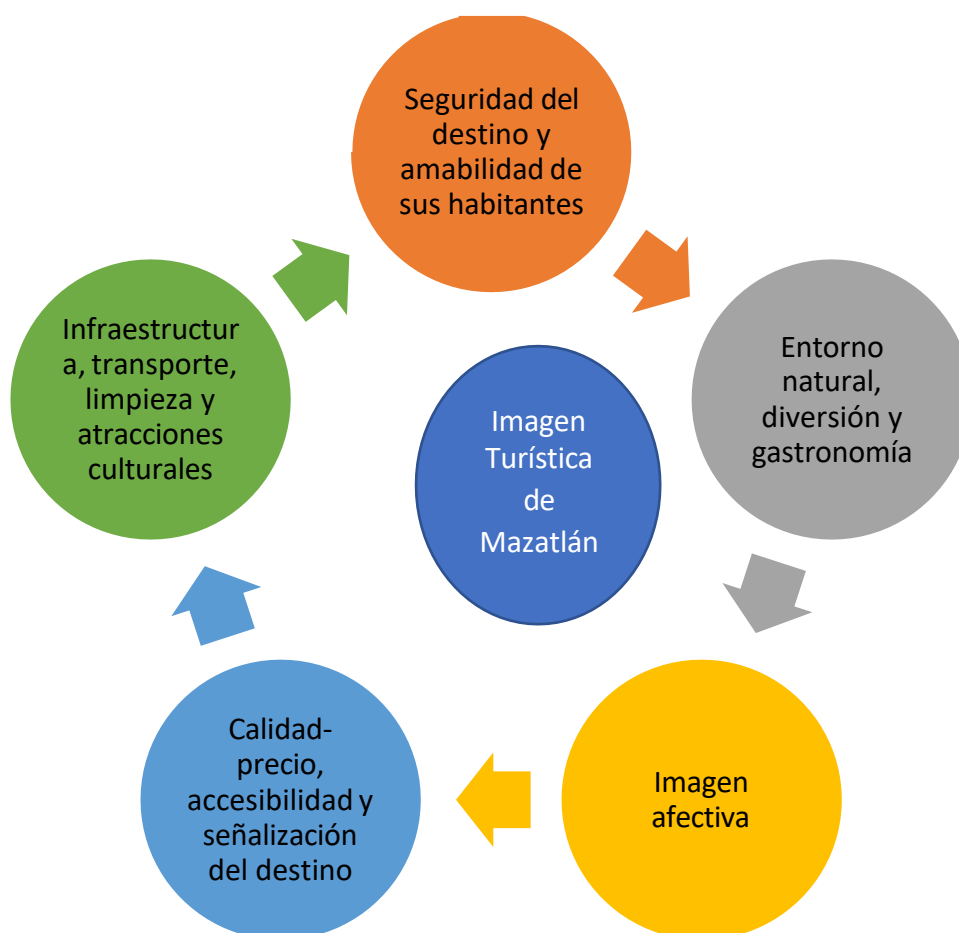 Seguridad del
destino y
amabilidad de
sus habitantes
Entorno
natural,
diversión y
gastronomía
Imagen
afectiva
Calidad-
precio,
accesibilidad y
señalización
del destino
Infraestructur
a, transporte,
limpieza y
atracciones
culturales
Imagen
Turística
de
Mazatlán